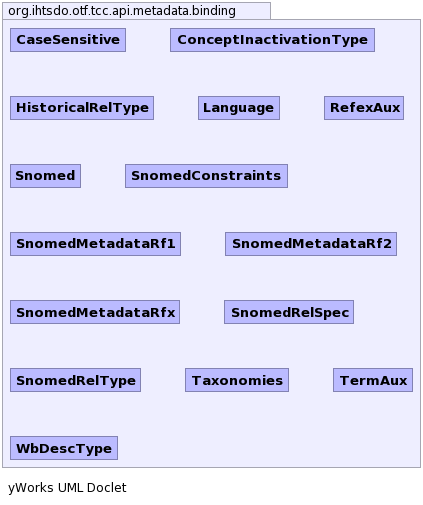 org.ihtsdo.otf.tcc.api.metadata.binding
CaseSensitive ConceptInactivationType
HistoricalRelType Language RefexAux
Snomed SnomedConstraints
SnomedMetadataRf1 SnomedMetadataRf2
SnomedMetadataRfx SnomedRelSpec
SnomedRelType Taxonomies TermAux
WbDescType
yWorks UML Doclet